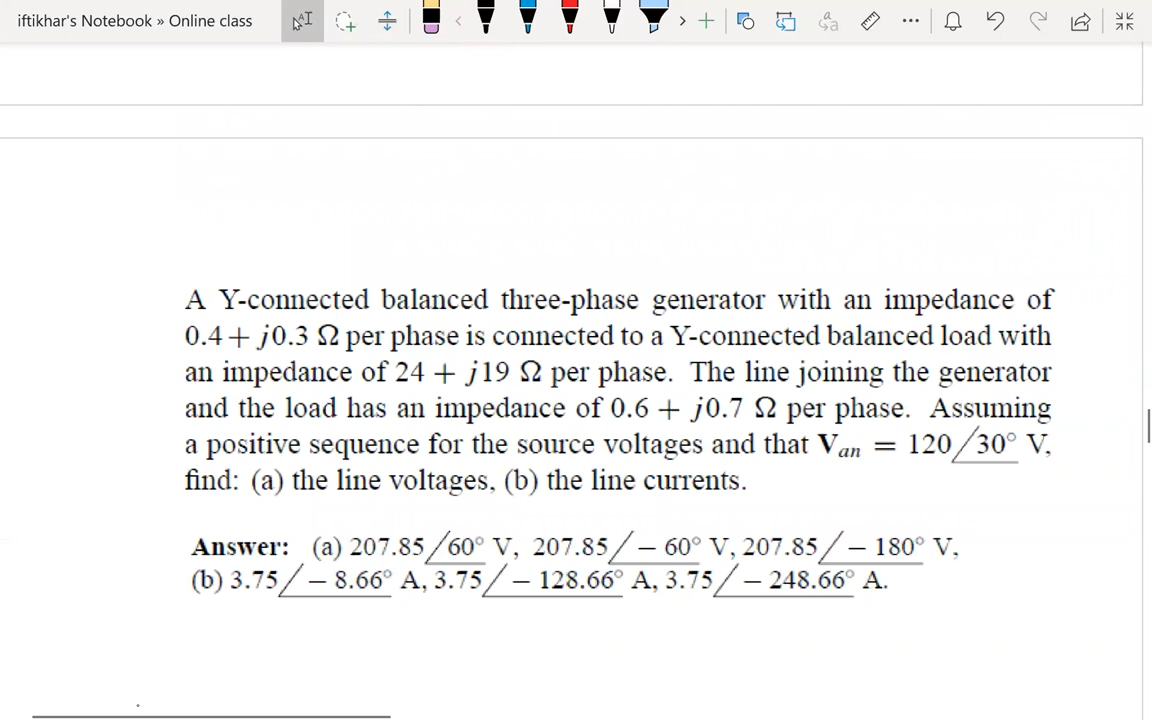 iftikhar's Notebook » Online class
A Y-connected balanced three-phase generator with an impedance of
0.4 + j0.3 Ω per phase is connected to a Y-connected balanced load with
an impedance of 24 + j19 Ω per phase. The line joining the generator
and the load has an impedance of 0.6 + j0.7 Ω per phase. Assuming
a positive sequence for the source voltages and that Van = 120/30° V,
find: (a) the line voltages, (b) the line currents.
Answer: (a) 207.85/60° V, 207.85/− 60° V, 207.85/− 180° V,
(b) 3.75/− 8.66° A, 3.75/− 128.66° A, 3.75/− 248.66° A.